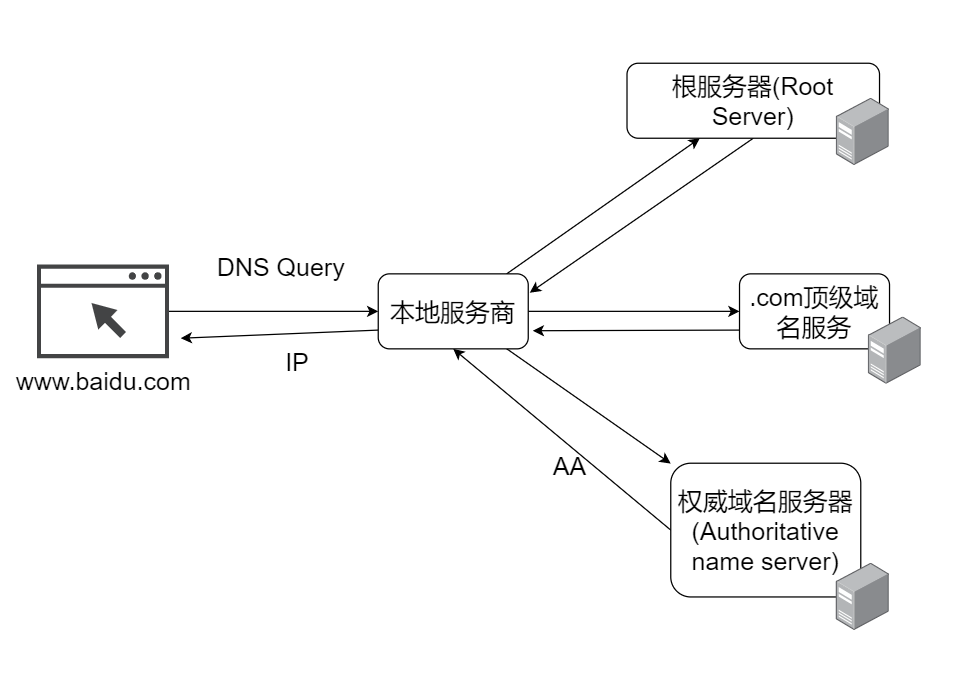 根服务器(Root
Server)
DNS Query
本地服务商
.com顶级域
名服务
IP
www.baidu.com
AA
权威域名服务器
(Authoritative
name server)